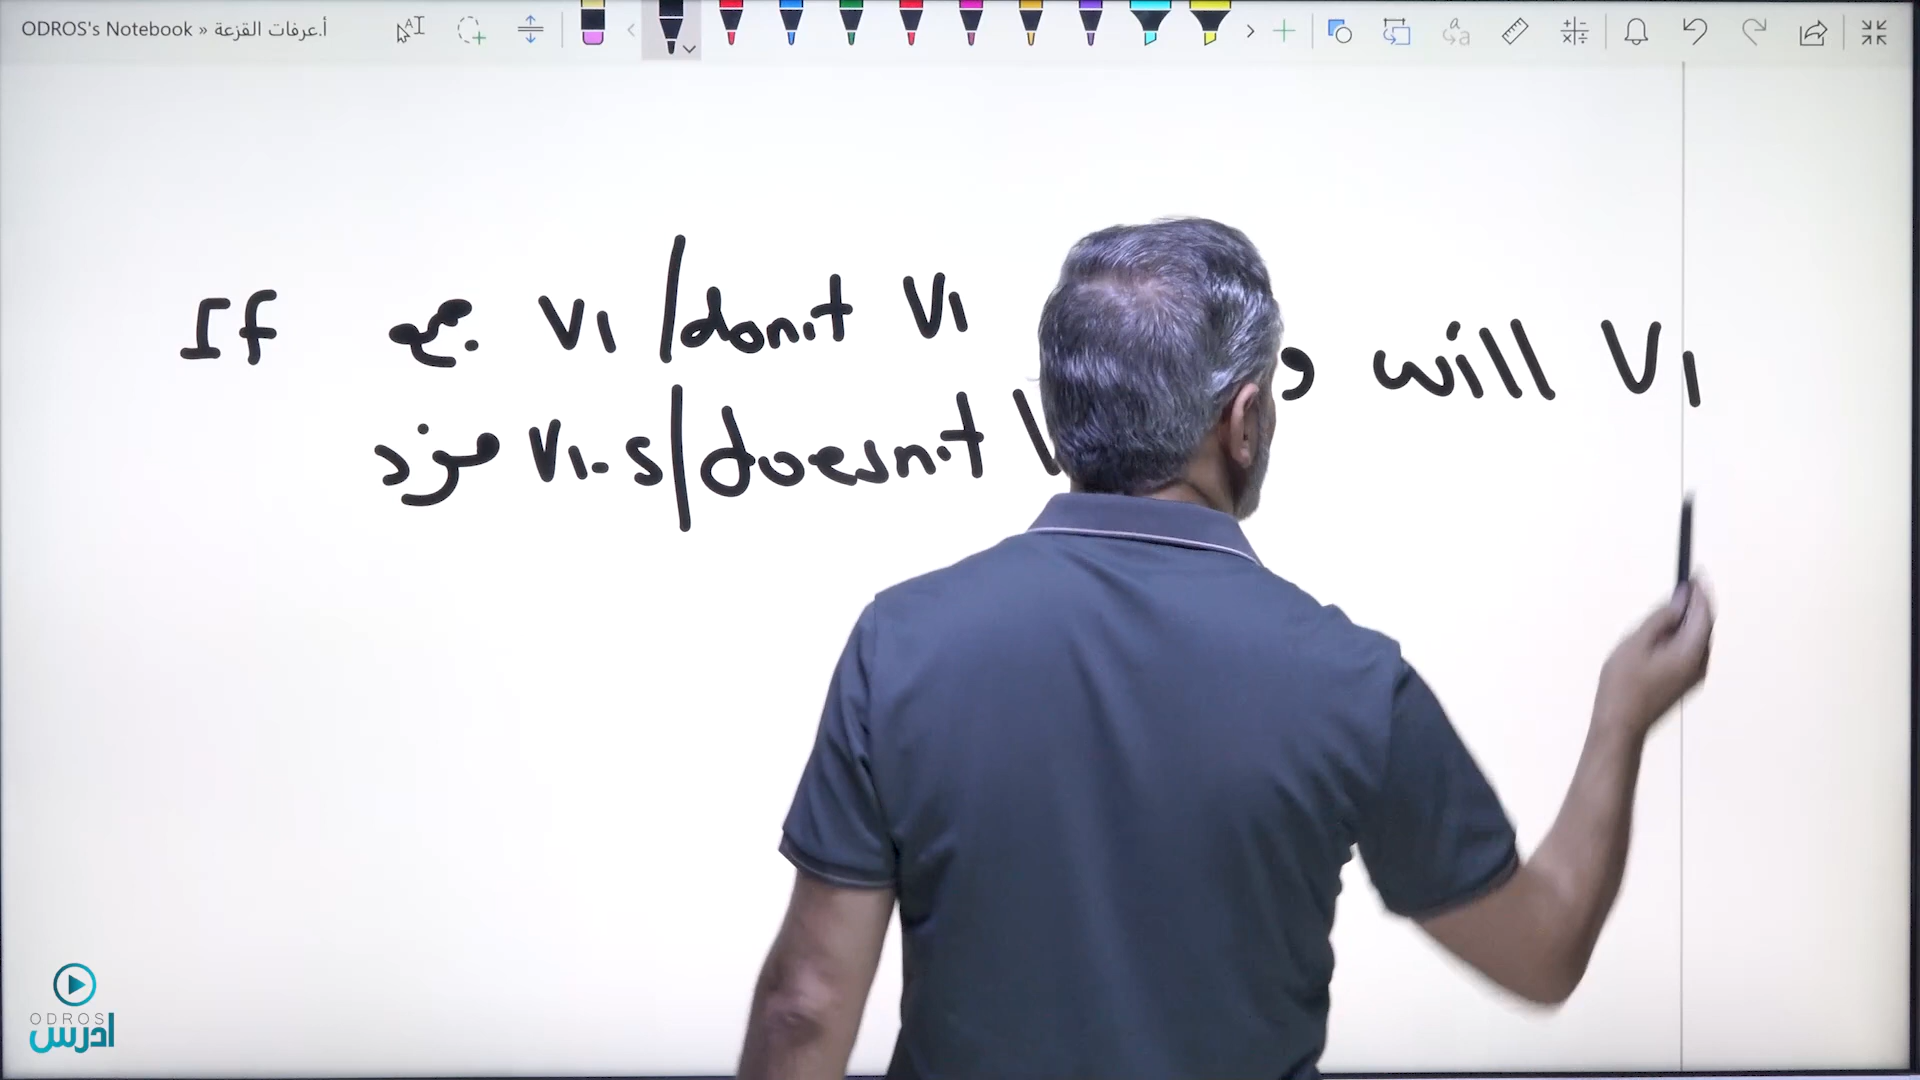 ODROS's Notebook » أ.عرفات القزعة
If جمع V1 / don't V1 , will V1
مفرد V1-s / doesn't
ODROS
ادرس